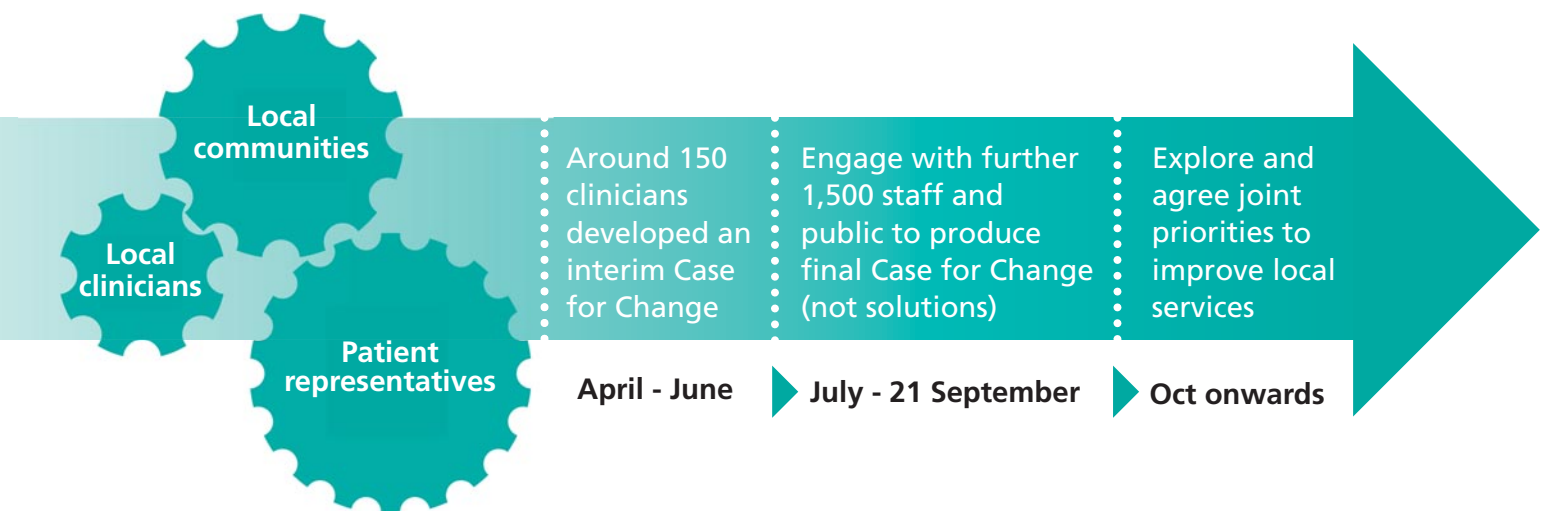 Local
communities
Local
clinicians
Patient
representatives
Around 150
clinicians
developed an
interim Case
for Change
April - June
Engage with further
1,500 staff and
public to produce
final Case for Change
(not solutions)
July - 21 September
Explore and
agree joint
priorities to
improve local
services
Oct onwards